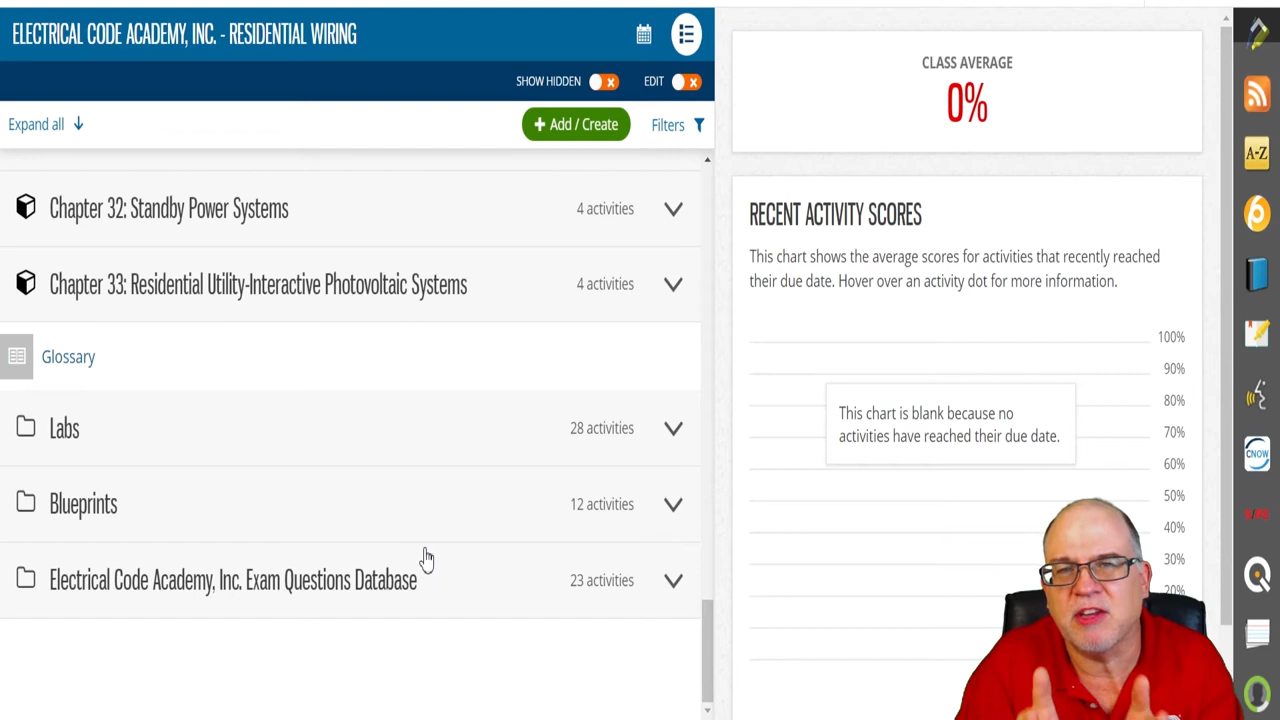 ELECTRICAL CODE ACADEMY, INC. - RESIDENTIAL WIRING
SHOW HIDDEN
EDIT
Expand all
+ Add / Create
Filters
Chapter 32: Standby Power Systems
4 activities
Chapter 33: Residential Utility-Interactive Photovoltaic Systems
4 activities
Glossary
Labs
28 activities
Blueprints
12 activities
Electrical Code Academy, Inc. Exam Questions Database
23 activities
CLASS AVERAGE
0%
RECENT ACTIVITY SCORES
This chart shows the average scores for activities that recently reached
their due date. Hover over an activity dot for more information.
100%
90%
80%
70%
60%
50%
40%
30%
20%
This chart is blank because no
activities have reached their due date.
A-Z
CNOW